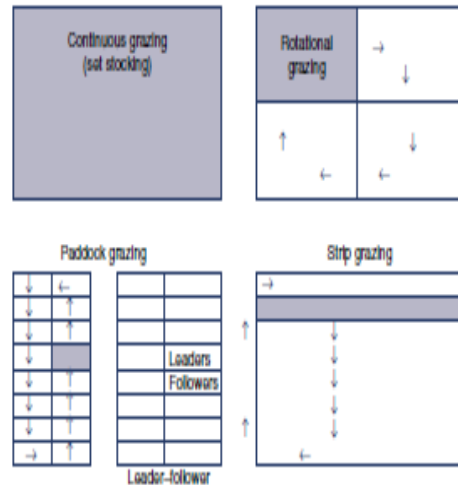 Continuous grazing
(set stocking)
Rotational
grazing
Paddock grazing
Strip grazing
Leaders
Followers
Leader–follower